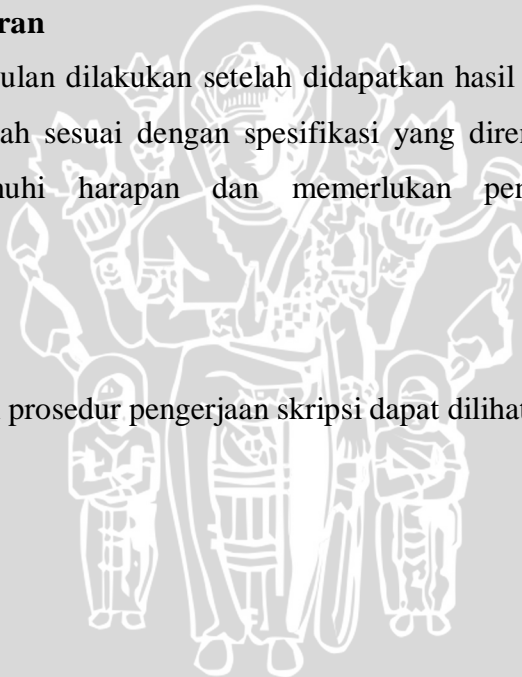 ran
ulan dilakukan setelah didapatkan hasil
ah sesuai dengan spesifikasi yang diren
nuhi harapan dan memerlukan per
prosedur pengerjaan skripsi dapat dilihat